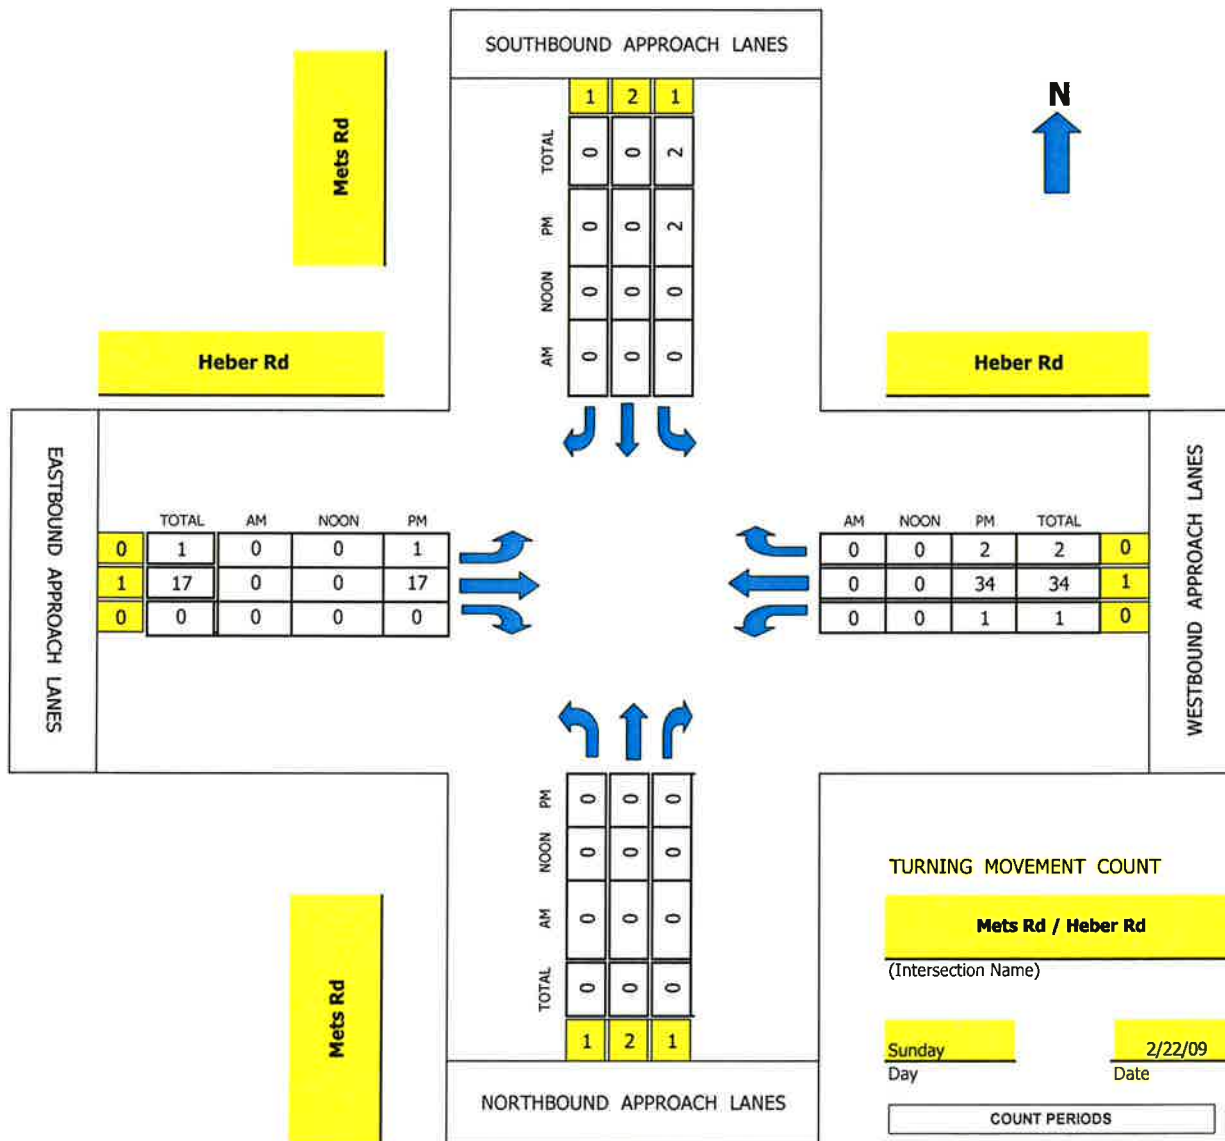 SOUTHBOUND APPROACH LANES
1 2 1
TOTAL 0 0 2
PM 0 0 2
NOON 0 0 0
AM 0 0 0
Mets Rd
N
Heber Rd
Heber Rd
EASTBOUND APPROACH LANES
TOTAL AM NOON PM
0 1 0 0 1
1 17 0 0 17
0 0 0 0 0
AM NOON PM TOTAL
0 0 2 2 0
0 0 34 34 1
0 0 1 1 0
WESTBOUND APPROACH LANES
PM 0 0 0
NOON 0 0 0
AM 0 0 0
TOTAL 0 0 0
1 2 1
NORTHBOUND APPROACH LANES
Mets Rd
TURNING MOVEMENT COUNT
Mets Rd / Heber Rd
(Intersection Name)
Sunday 2/22/09
Day Date
COUNT PERIODS